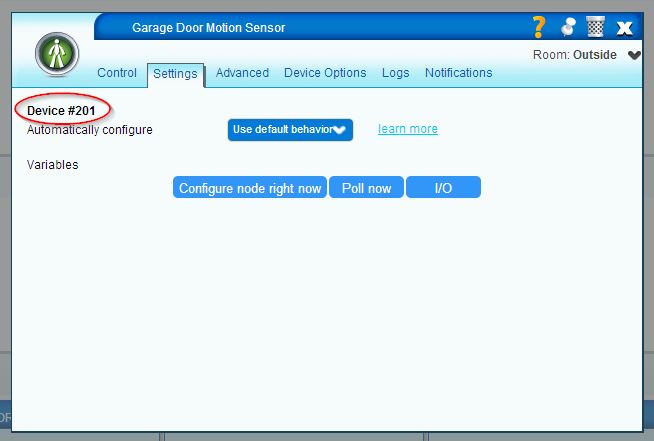 Garage Door Motion Sensor
Room: Outside
Control Settings Advanced Device Options Logs Notifications
Device #201
Automatically configure Use default behavior learn more
Variables
Configure node right now Poll now I/O